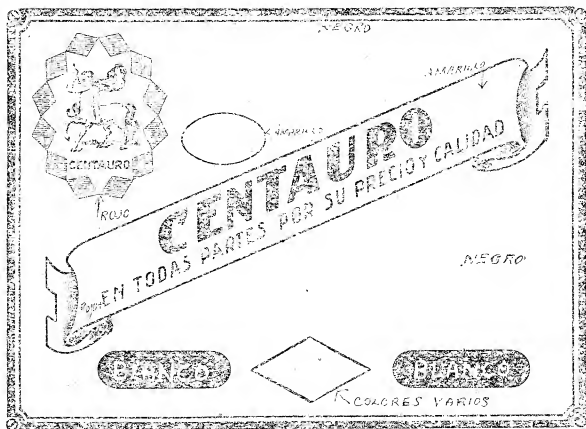 NEGRO
AMARILLO
AMARILLO
CENTAURO
ROJO
CENTAURO
EN TODAS PARTES POR SU PRECIO Y CALIDAD
NEGRO
BLANCO
BLANCO
COLORES VARIOS